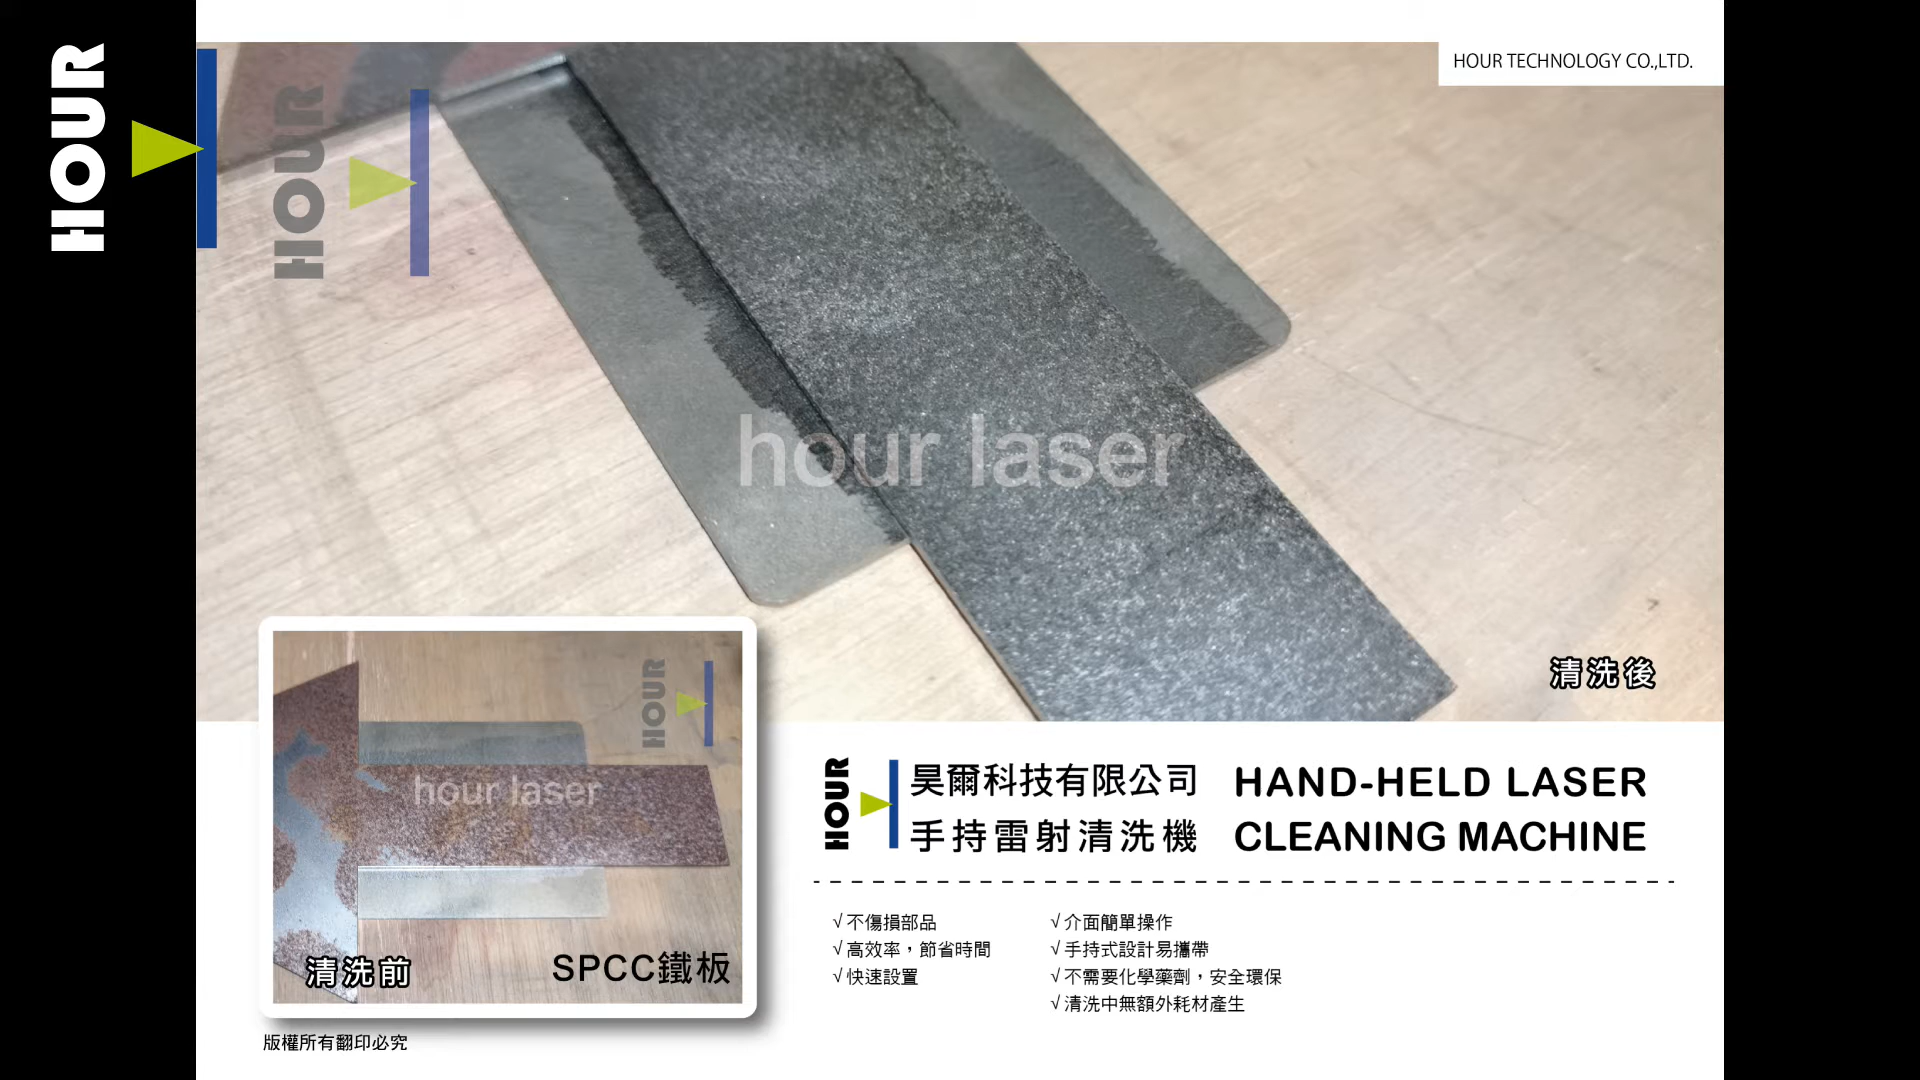 HOUR
HOUR
HOUR TECHNOLOGY CO.,LTD.
hour laser
清洗後
HOUR
hour laser
清洗前
SPCC鐵板
版權所有翻印必究
HOUR
昊爾科技有限公司
手持雷射清洗機
HAND-HELD LASER
CLEANING MACHINE
√不傷損部品
√高效率，節省時間
√快速設置
√介面簡單操作
√手持式設計易攜帶
√不需要化學藥劑，安全環保
√清洗中無額外耗材產生